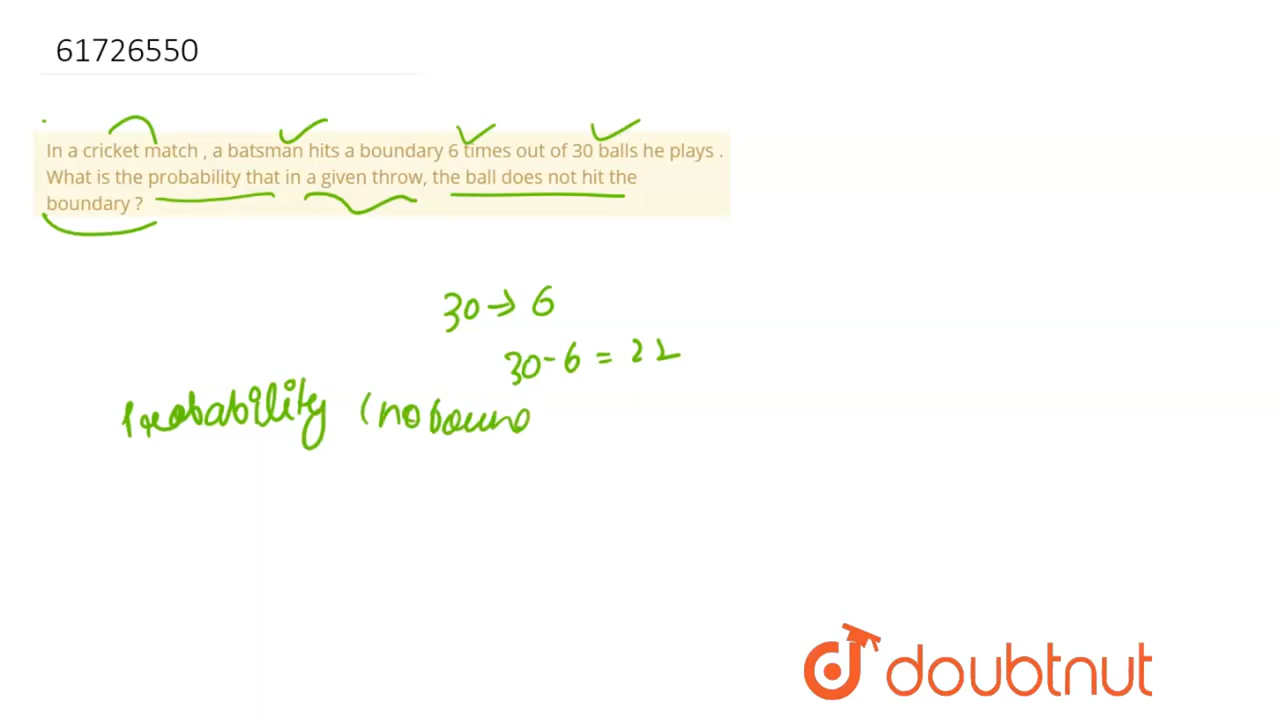 61726550
In a cricket match , a batsman hits a boundary 6 times out of 30 balls he plays .
What is the probability that in a given throw, the ball does not hit the
boundary ?
30 → 6
30 - 6 = 24
Probability (no boun
doubtnut